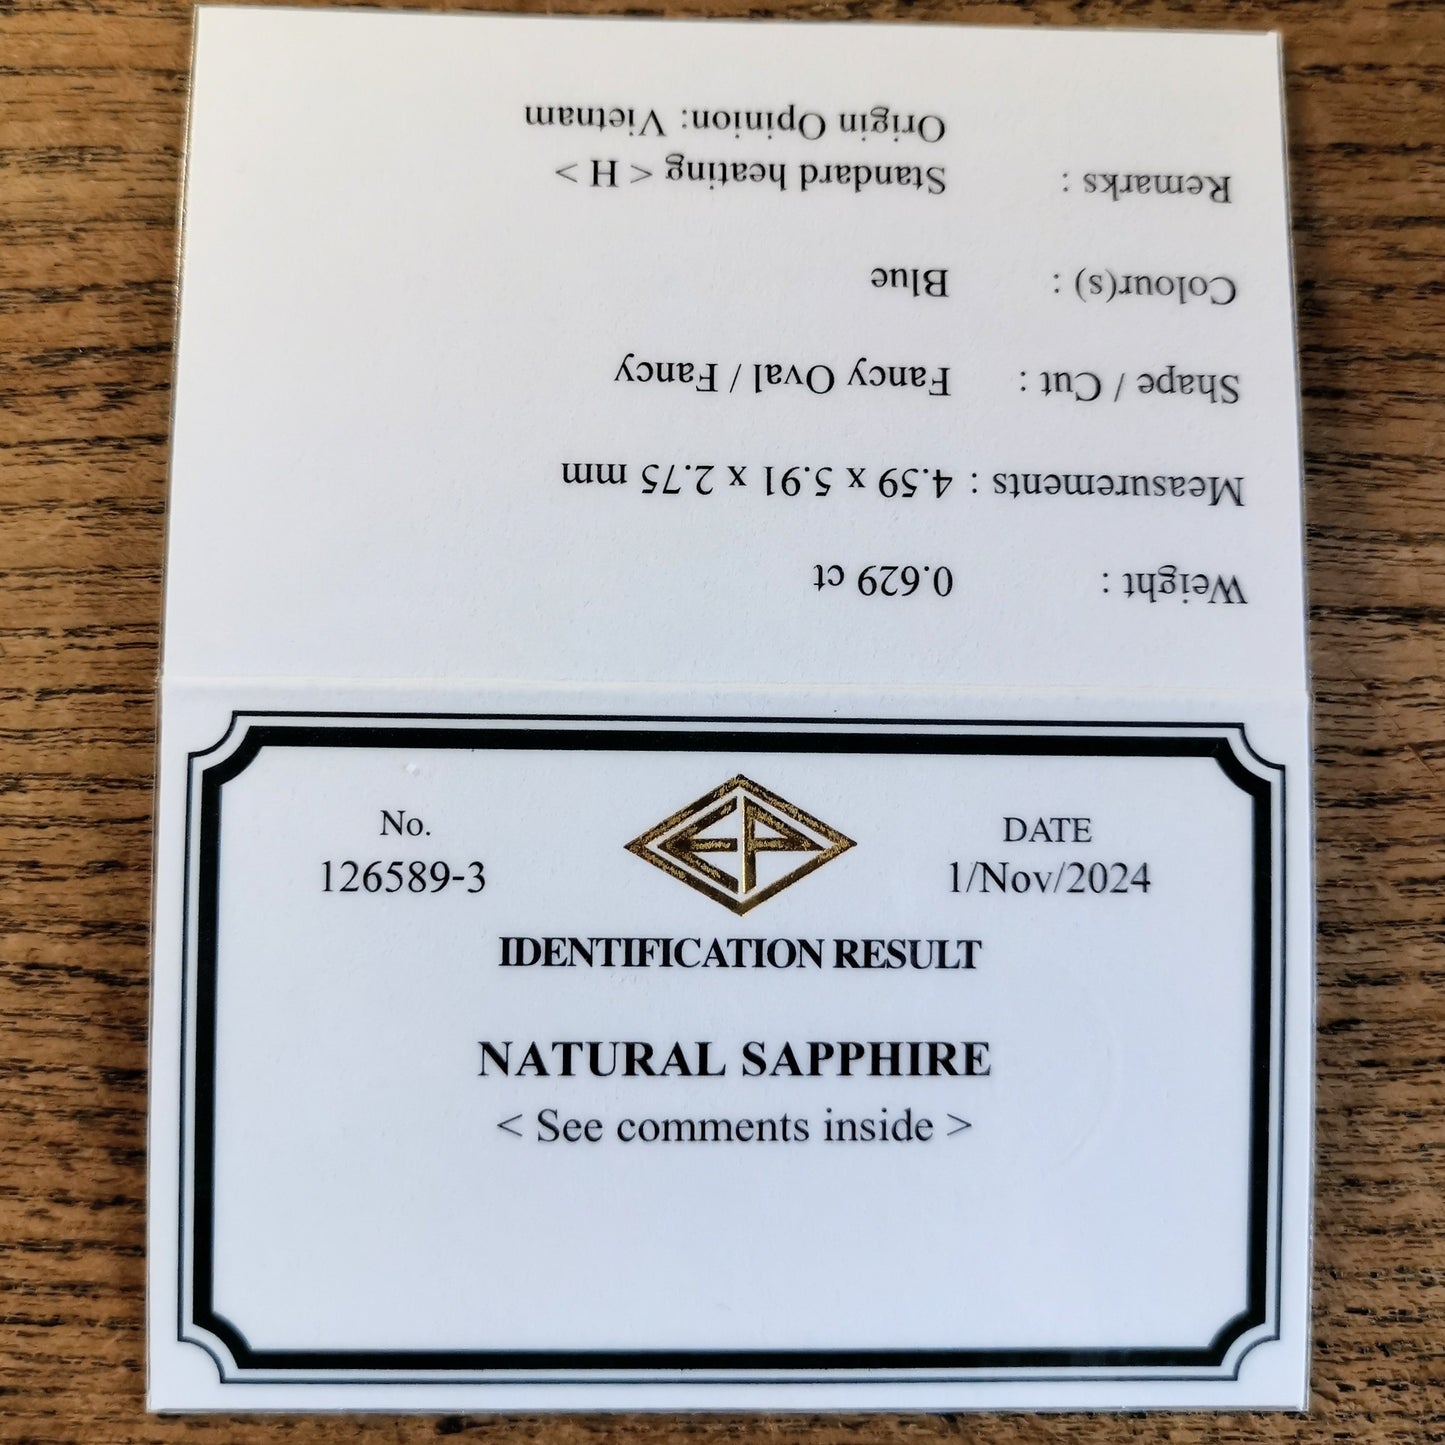 Weight : 0.629 ct
Measurements : 4.59 x 5.91 x 2.75 mm
Shape / Cut : Fancy Oval / Fancy
Colour(s) : Blue
Remarks : Standard heating < H >
Origin Opinion: Vietnam
No.
126589-3
EP
DATE
1/Nov/2024
IDENTIFICATION RESULT
NATURAL SAPPHIRE
< See comments inside >